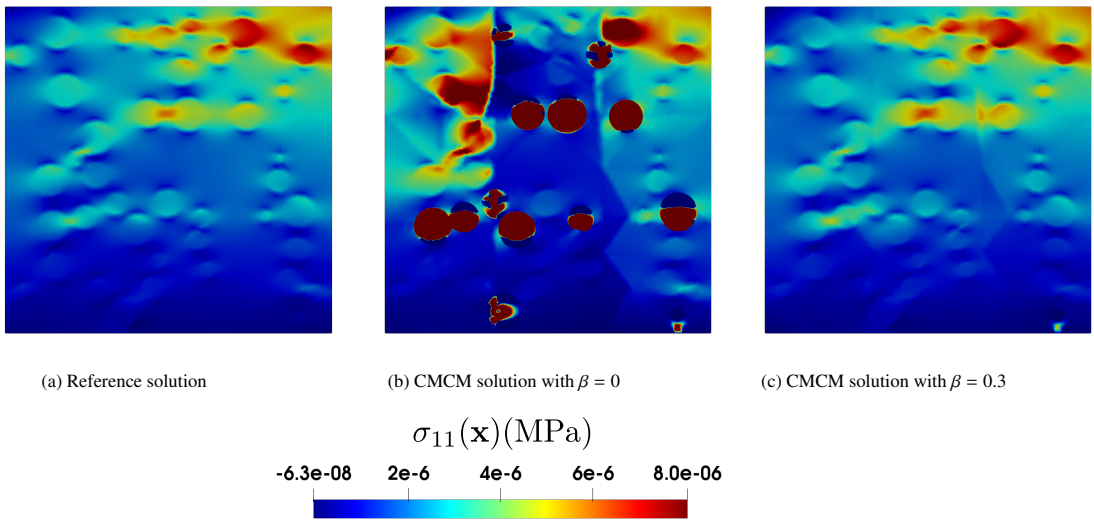 (a) Reference solution
(b) CMCM solution with β = 0
(c) CMCM solution with β = 0.3
σ₁₁(x)(MPa)
-6.3e-08 2e-6 4e-6 6e-6 8.0e-06